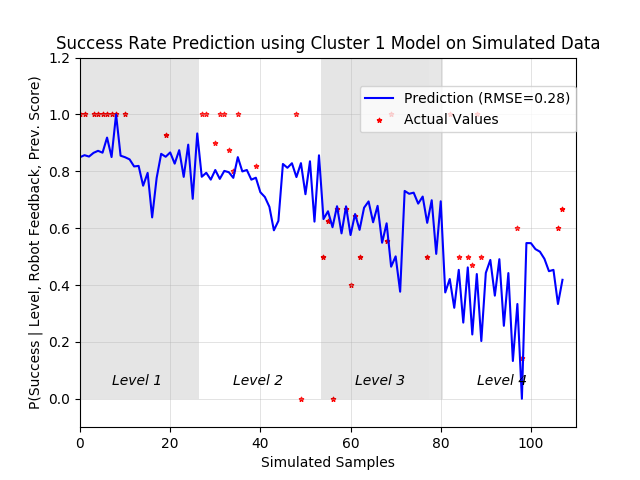 Success Rate Prediction using Cluster 1 Model on Simulated Data
P(Success | Level, Robot Feedback, Prev. Score)
1.2
1.0
0.8
0.6
0.4
0.2
0.0
Prediction (RMSE=0.28)
Actual Values
Level 1
Level 2
Level 3
Level 4
0
20
40
60
80
100
Simulated Samples